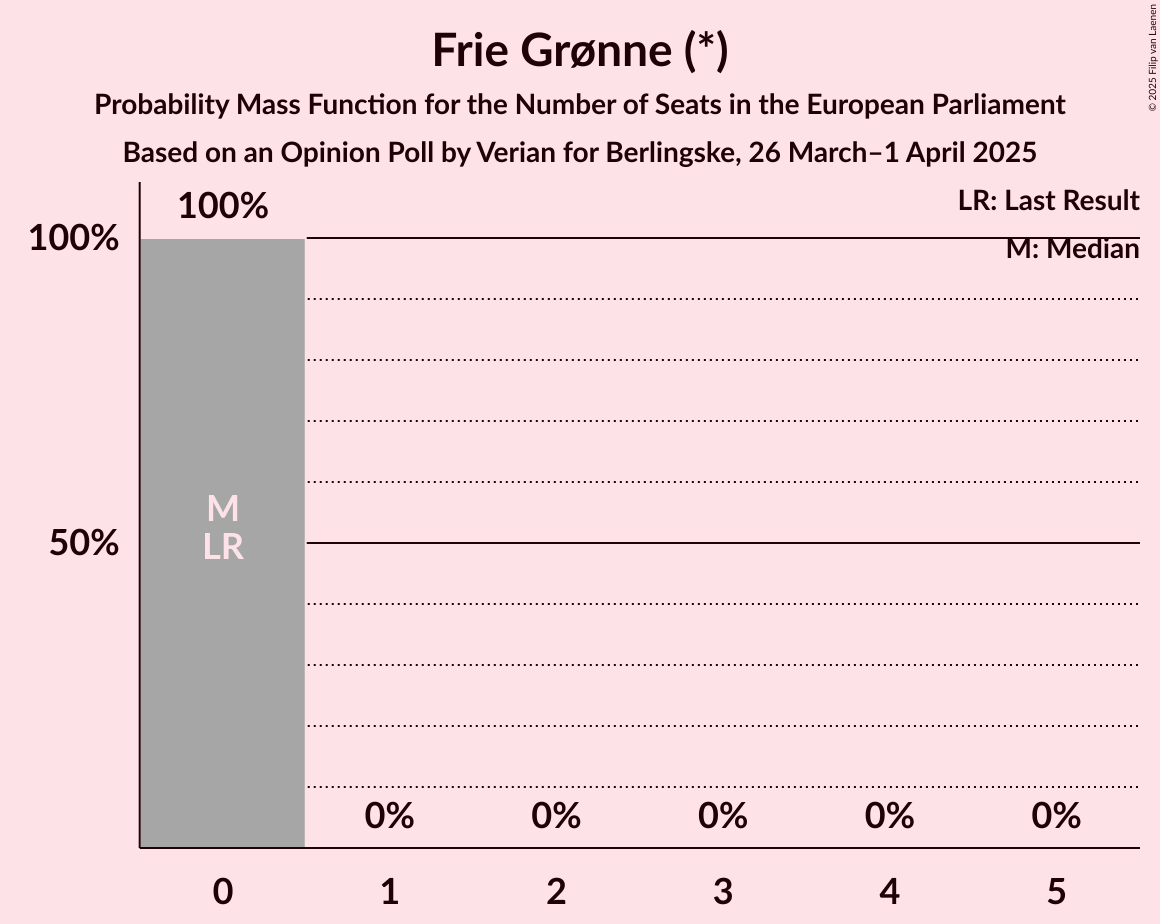 Frie Grønne (*)
Probability Mass Function for the Number of Seats in the European Parliament
Based on an Opinion Poll by Verian for Berlingske, 26 March–1 April 2025
© 2025 Filip van Laenen
LR: Last Result
M: Median
100%
100%
50%
M
LR
0% 0% 0% 0% 0%
0 1 2 3 4 5